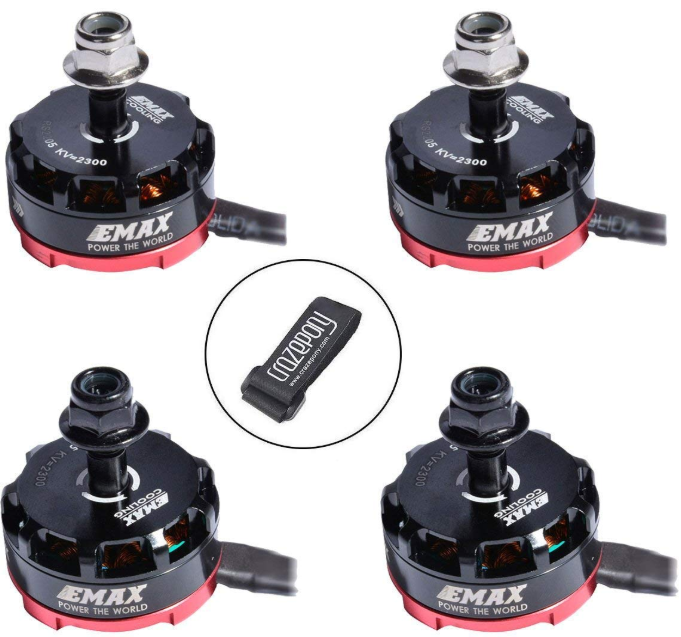 EMAX
COOLING
05 KV=2300
EMAX
POWER THE WORLD
EMAX
COOLING
05 KV=2300
EMAX
POWER THE WORLD
crazepony
www.crazepony.com
5 KV=2300
EMAX
COOLING
EMAX
POWER THE WORLD
5 KV=2300
EMAX
COOLING
EMAX
POWER THE WORLD